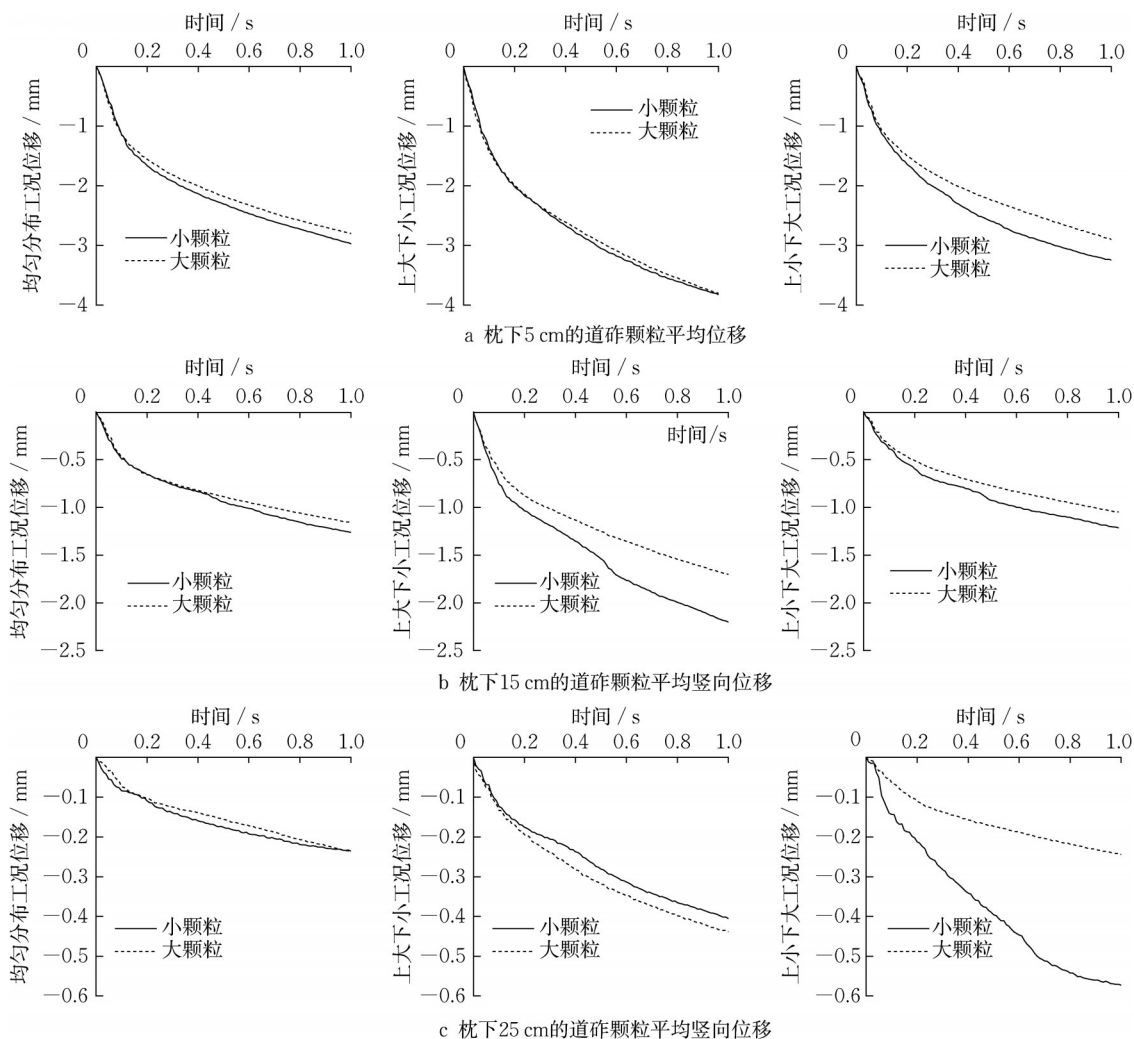 时间 / s
0 0.2 0.4 0.6 0.8 1.0
均匀分布工况位移 / mm
−1
−2
−3
−4
小颗粒
大颗粒
时间 / s
0 0.2 0.4 0.6 0.8 1.0
上大下小工况位移 / mm
−1
−2
−3
−4
小颗粒
大颗粒
时间 / s
0 0.2 0.4 0.6 0.8 1.0
上小下大工况位移 / mm
−1
−2
−3
−4
小颗粒
大颗粒
a 枕下5 cm的道砟颗粒平均位移
时间 / s
0 0.2 0.4 0.6 0.8 1.0
均匀分布工况位移 / mm
−0.5
−1.0
−1.5
−2.0
−2.5
小颗粒
大颗粒
时间 / s
0 0.2 0.4 0.6 0.8 1.0
时间/s
上大下小工况位移 / mm
−0.5
−1.0
−1.5
−2.0
−2.5
小颗粒
大颗粒
时间 / s
0 0.2 0.4 0.6 0.8 1.0
上小下大工况位移 / mm
−0.5
−1.0
−1.5
−2.0
−2.5
小颗粒
大颗粒
b 枕下15 cm的道砟颗粒平均竖向位移
时间 / s
0 0.2 0.4 0.6 0.8 1.0
均匀分布工况位移 / mm
−0.1
−0.2
−0.3
−0.4
−0.5
−0.6
小颗粒
大颗粒
时间 / s
0 0.2 0.4 0.6 0.8 1.0
上大下小工况位移 / mm
−0.1
−0.2
−0.3
−0.4
−0.5
−0.6
小颗粒
大颗粒
时间 / s
0 0.2 0.4 0.6 0.8 1.0
上小下大工况位移 / mm
−0.1
−0.2
−0.3
−0.4
−0.5
−0.6
小颗粒
大颗粒
c 枕下25 cm的道砟颗粒平均竖向位移